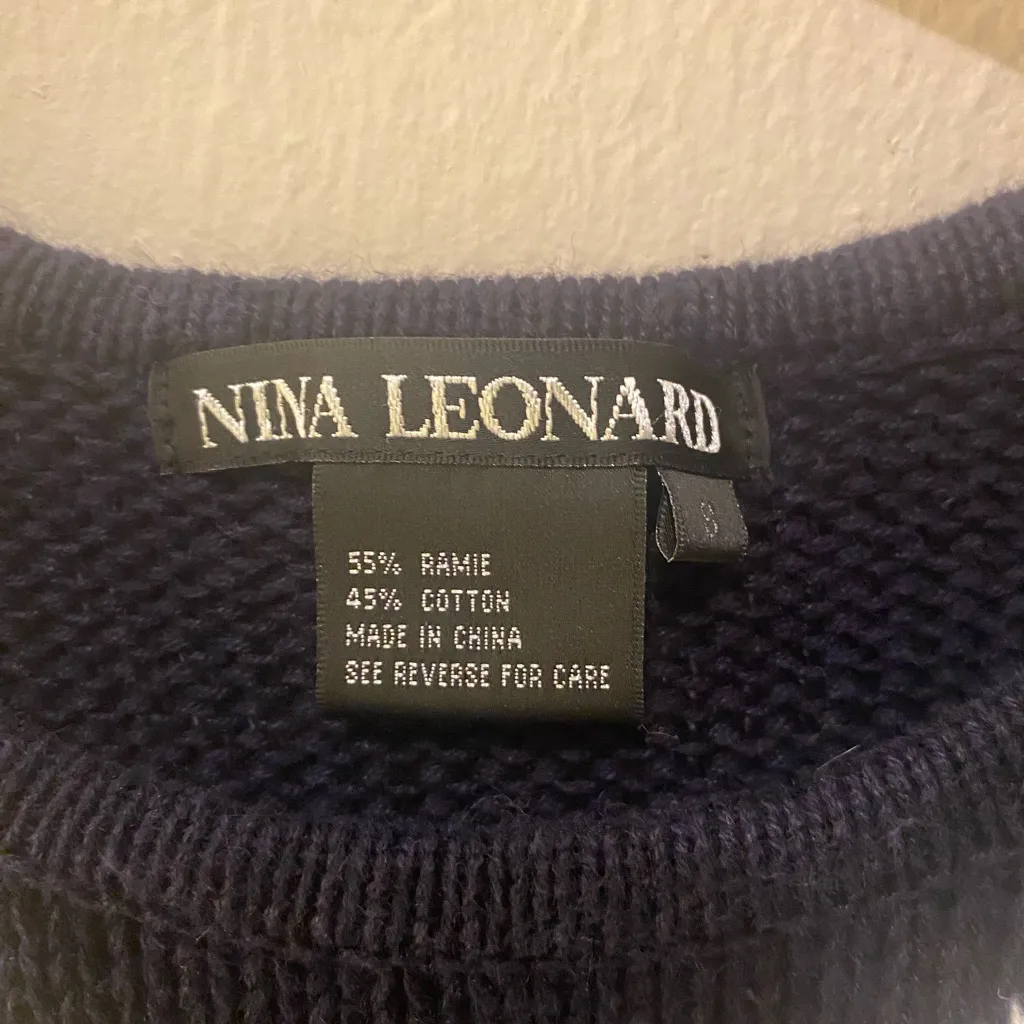 NINA LEONARD
55% RAMIE
45% COTTON
MADE IN CHINA
SEE REVERSE FOR CARE